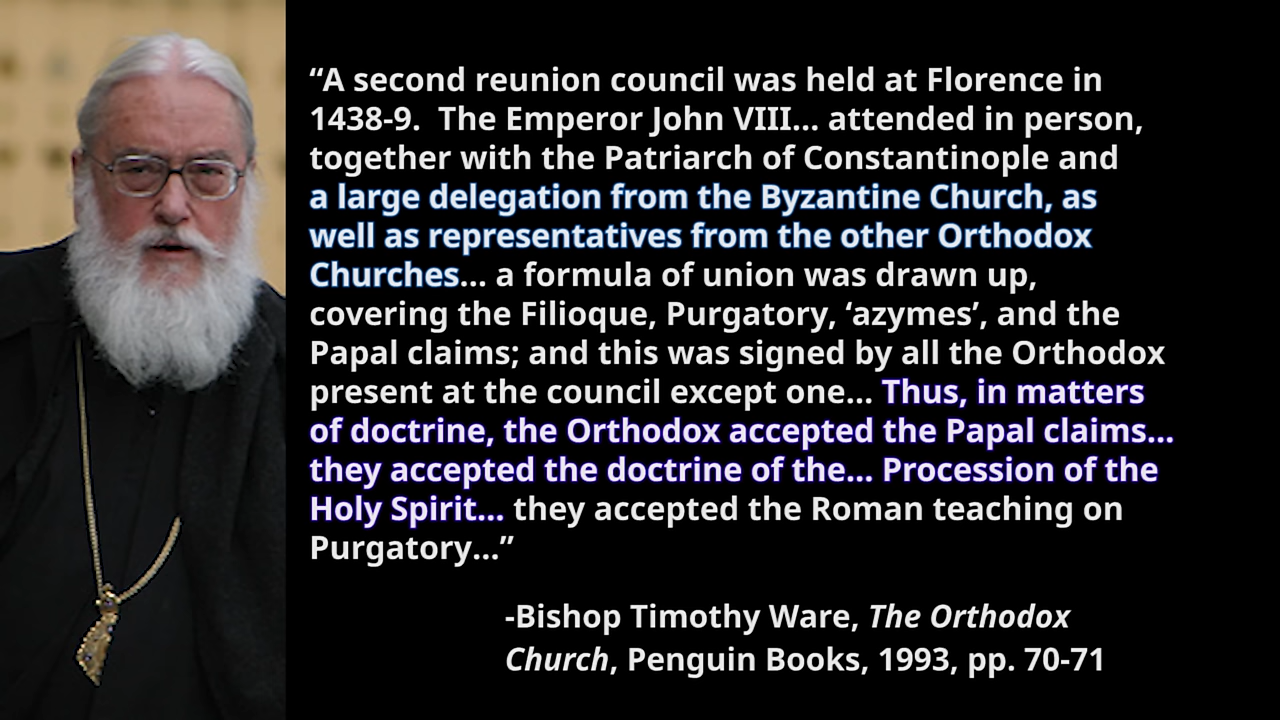 “A second reunion council was held at Florence in
1438-9.  The Emperor John VIII... attended in person,
together with the Patriarch of Constantinople and
a large delegation from the Byzantine Church, as
well as representatives from the other Orthodox
Churches... a formula of union was drawn up,
covering the Filioque, Purgatory, ‘azymes’, and the
Papal claims; and this was signed by all the Orthodox
present at the council except one... Thus, in matters
of doctrine, the Orthodox accepted the Papal claims...
they accepted the doctrine of the... Procession of the
Holy Spirit... they accepted the Roman teaching on
Purgatory...”
-Bishop Timothy Ware, The Orthodox
Church, Penguin Books, 1993, pp. 70-71